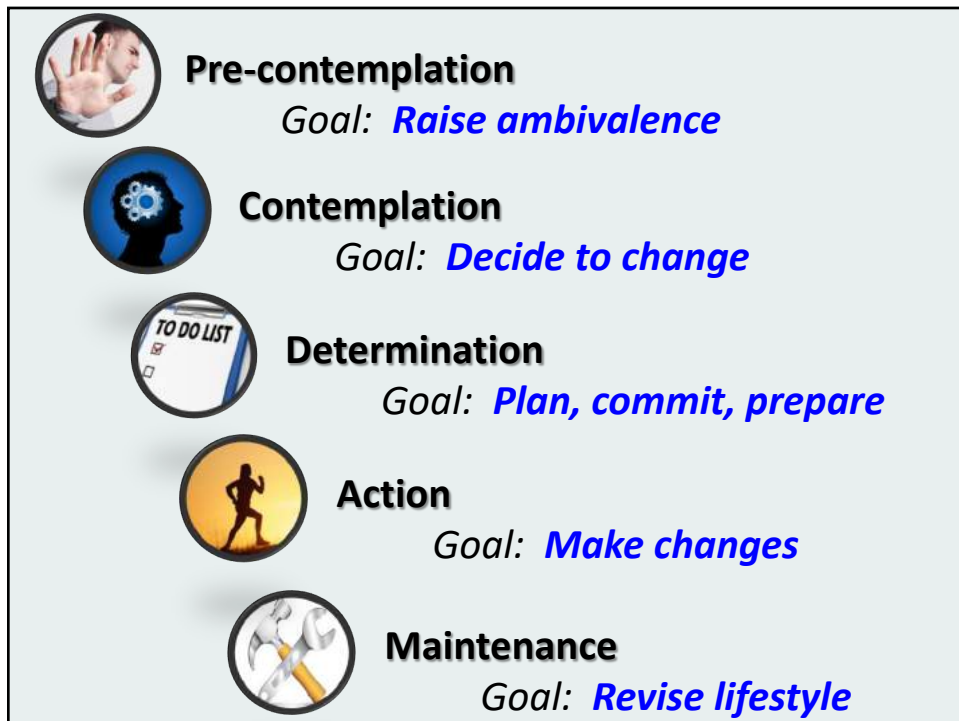 Pre-contemplation
Goal: Raise ambivalence
Contemplation
Goal: Decide to change
TO DO LIST
Determination
Goal: Plan, commit, prepare
Action
Goal: Make changes
Maintenance
Goal: Revise lifestyle